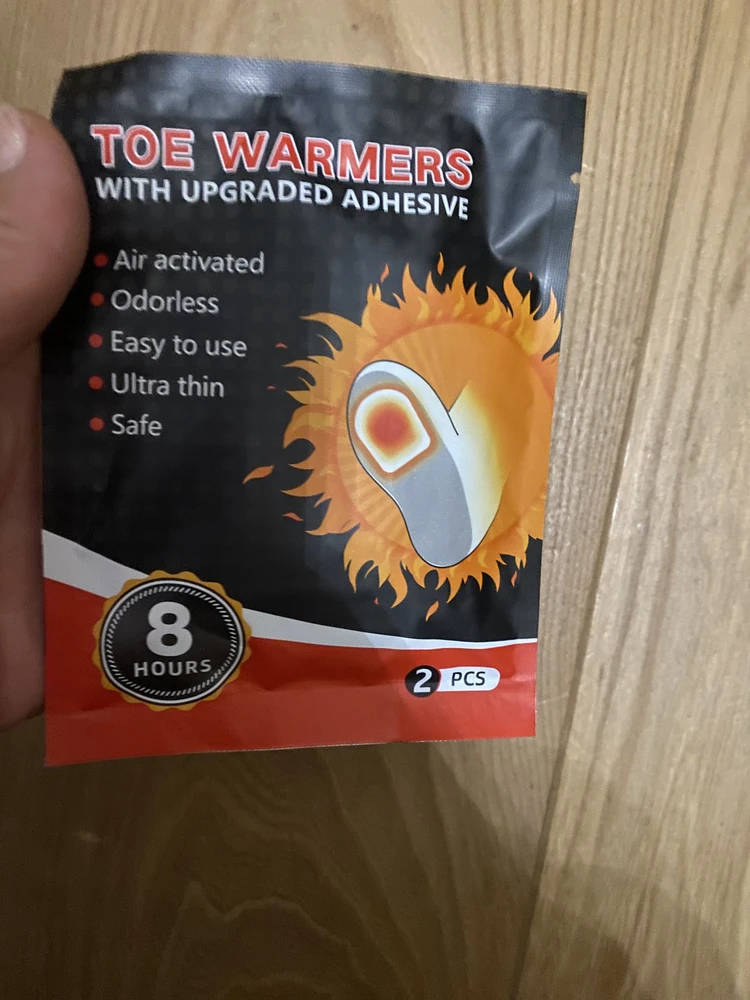 TOE WARMERS
WITH UPGRADED ADHESIVE
Air activated
Odorless
Easy to use
Ultra thin
Safe
8
HOURS
2 PCS